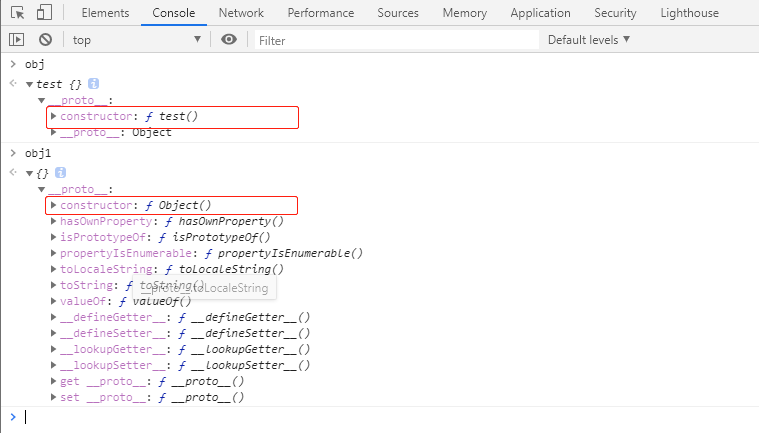 Elements Console Network Performance Sources Memory Application Security Lighthouse
top ▼ Filter Default levels ▼
> obj
<· ▼ test {} i
▼ __proto__:
▶ constructor: ƒ test()
▶ __proto__: Object
> obj1
<· ▼ {} i
▼ __proto__:
▶ constructor: ƒ Object()
▶ hasOwnProperty: ƒ hasOwnProperty()
▶ isPrototypeOf: ƒ isPrototypeOf()
▶ propertyIsEnumerable: ƒ propertyIsEnumerable()
▶ toLocaleString: ƒ toLocaleString()
▶ toString: ƒ toString()
__proto__.toLocaleString
▶ valueOf: ƒ valueOf()
▶ __defineGetter__: ƒ __defineGetter__()
▶ __defineSetter__: ƒ __defineSetter__()
▶ __lookupGetter__: ƒ __lookupGetter__()
▶ __lookupSetter__: ƒ __lookupSetter__()
▶ get __proto__: ƒ __proto__()
▶ set __proto__: ƒ __proto__()
>